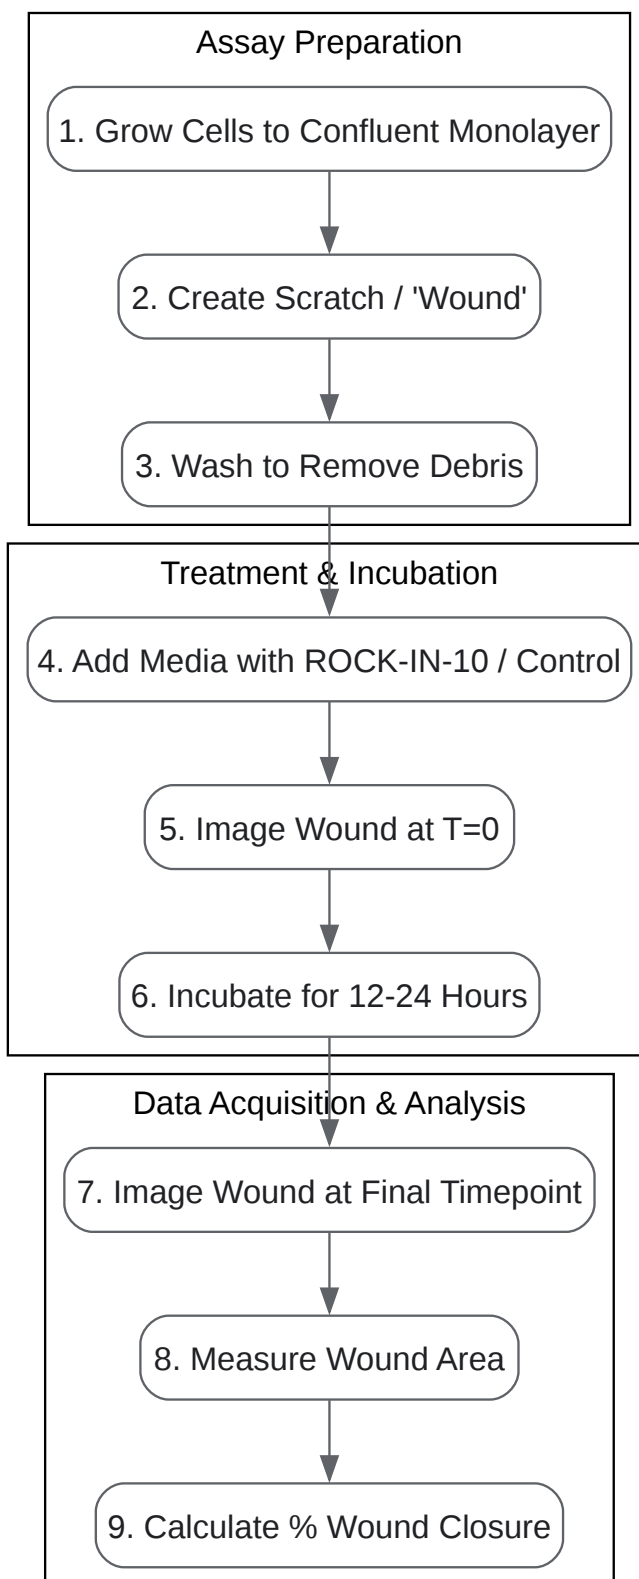 Assay Preparation
1. Grow Cells to Confluent Monolayer
2. Create Scratch / 'Wound'
3. Wash to Remove Debris
Treatment & Incubation
4. Add Media with ROCK-IN-10 / Control
5. Image Wound at T=0
6. Incubate for 12-24 Hours
Data Acquisition & Analysis
7. Image Wound at Final Timepoint
8. Measure Wound Area
9. Calculate % Wound Closure